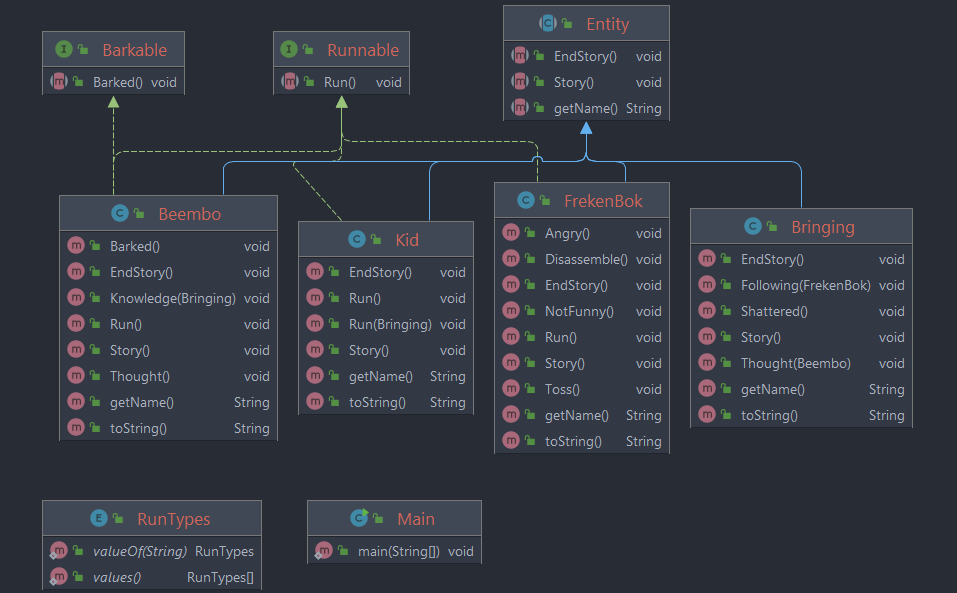 Barkable
Barked() void
Runnable
Run() void
Entity
EndStory() void
Story() void
getName() String
Beembo
Barked() void
EndStory() void
Knowledge(Bringing) void
Run() void
Story() void
Thought() void
getName() String
toString() String
Kid
EndStory() void
Run() void
Run(Bringing) void
Story() void
getName() String
toString() String
FrekenBok
Angry() void
Disassemble() void
EndStory() void
NotFunny() void
Run() void
Story() void
Toss() void
getName() String
toString() String
Bringing
EndStory() void
Following(FrekenBok) void
Shattered() void
Story() void
Thought(Beembo) void
getName() String
toString() String
RunTypes
valueOf(String) RunTypes
values() RunTypes[]
Main
main(String[]) void